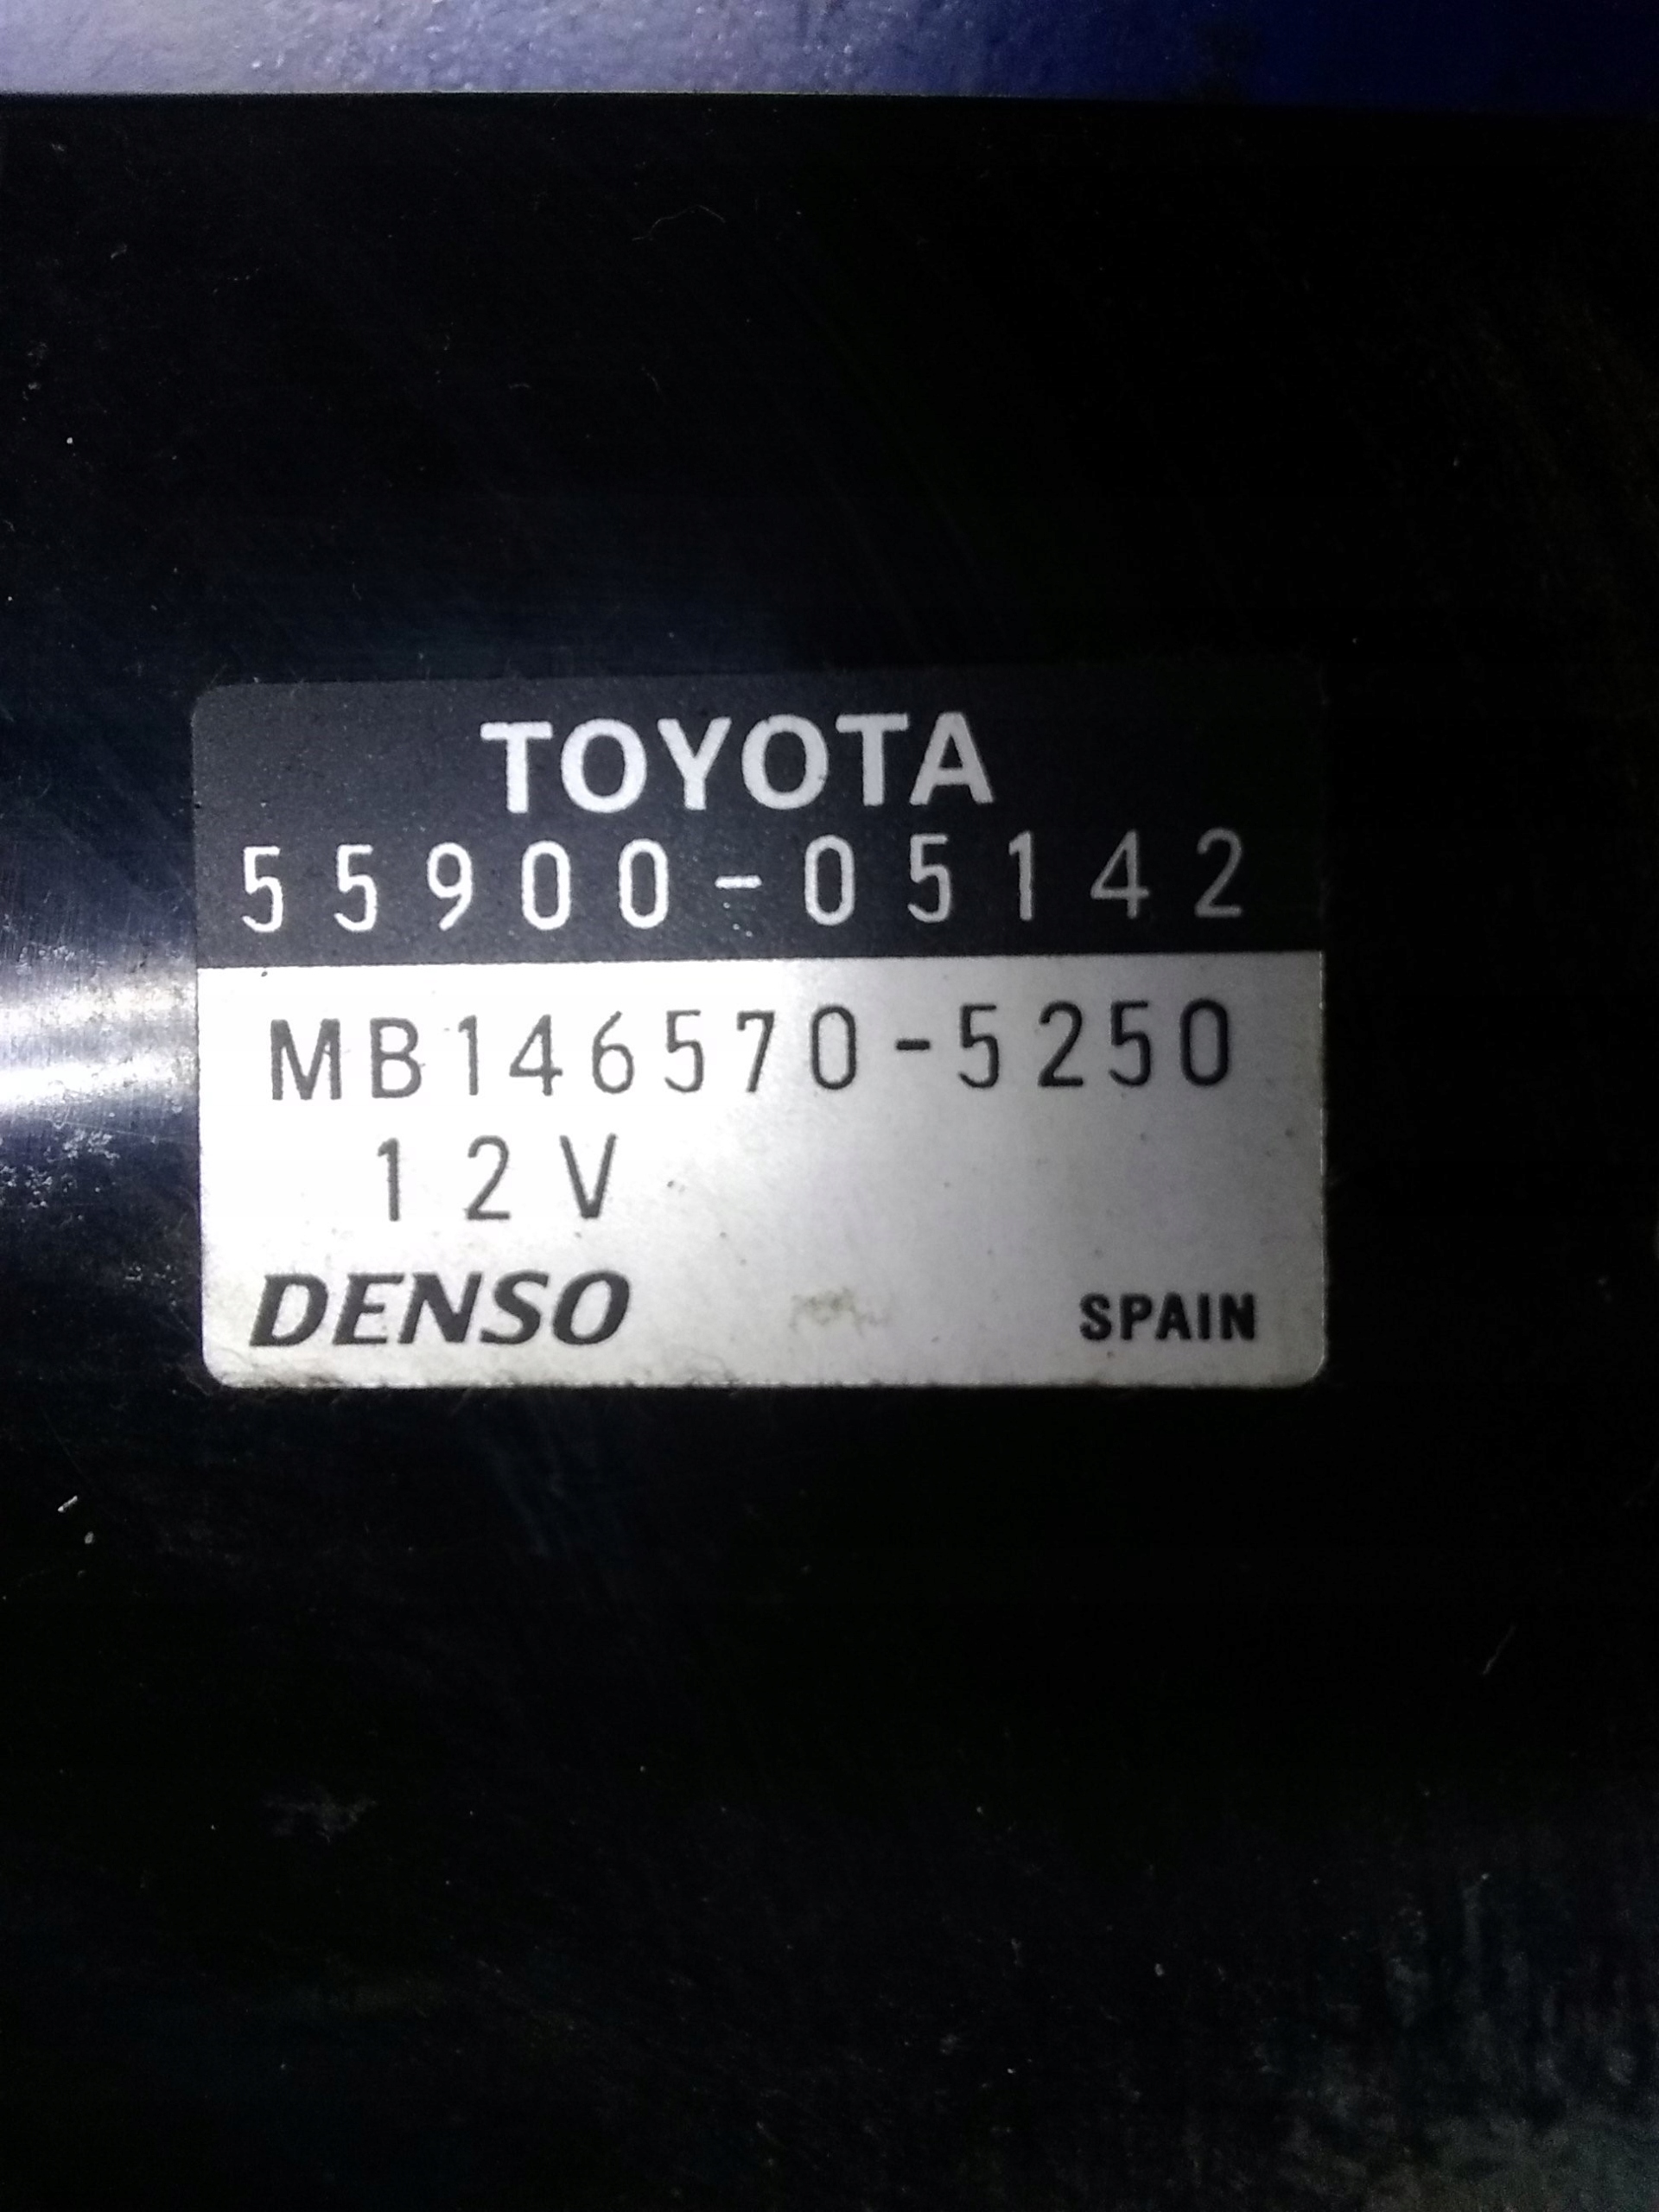 TOYOTA
55900-05142
MB146570-5250
12V
DENSO SPAIN